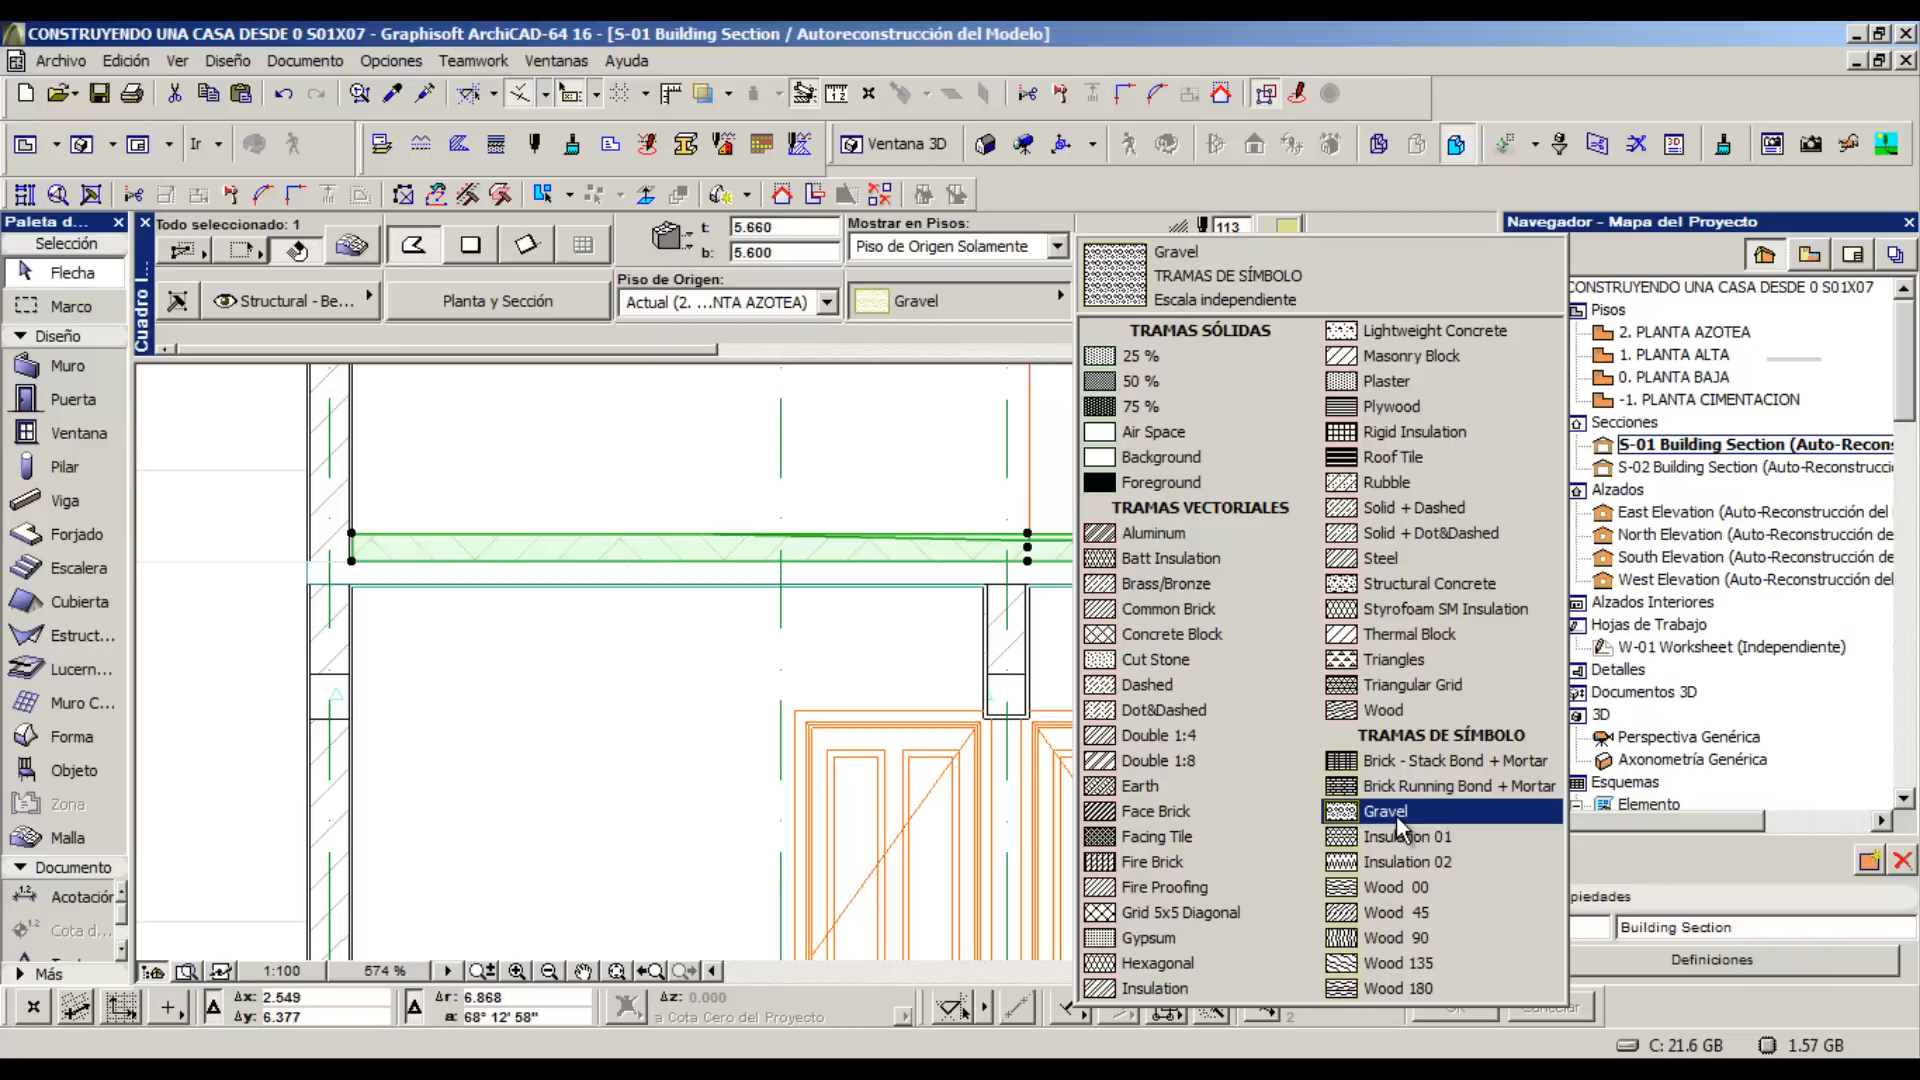 CONSTRUYENDO UNA CASA DESDE 0 S01X07 - Graphisoft ArchiCAD-64 16 - [S-01 Building Section / Autoreconstrucción del Modelo]
Archivo Edición Ver Diseño Documento Opciones Teamwork Ventanas Ayuda
Ir
Ventana 3D
Paleta d...
Selección
Flecha
Marco
Diseño
Muro
Puerta
Ventana
Pilar
Viga
Forjado
Escalera
Cubierta
Estruct...
Lucern...
Muro C...
Forma
Objeto
Zona
Malla
Documento
Acotación
Cota d...
Más
Cuadro I...
Todo seleccionado: 1
Structural - Be...
Planta y Sección
t: 5.660
b: 5.600
Piso de Origen:
Actual (2. ...NTA AZOTEA)
Mostrar en Pisos:
Piso de Origen Solamente
Gravel
113
Gravel
TRAMAS DE SÍMBOLO
Escala independiente
TRAMAS SÓLIDAS
25 %
50 %
75 %
Air Space
Background
Foreground
TRAMAS VECTORIALES
Aluminum
Batt Insulation
Brass/Bronze
Common Brick
Concrete Block
Cut Stone
Dashed
Dot&Dashed
Double 1:4
Double 1:8
Earth
Face Brick
Facing Tile
Fire Brick
Fire Proofing
Grid 5x5 Diagonal
Gypsum
Hexagonal
Insulation
Lightweight Concrete
Masonry Block
Plaster
Plywood
Rigid Insulation
Roof Tile
Rubble
Solid + Dashed
Solid + Dot&Dashed
Steel
Structural Concrete
Styrofoam SM Insulation
Thermal Block
Triangles
Triangular Grid
Wood
TRAMAS DE SÍMBOLO
Brick - Stack Bond + Mortar
Brick Running Bond + Mortar
Gravel
Insulation 01
Insulation 02
Wood 00
Wood 45
Wood 90
Wood 135
Wood 180
Navegador - Mapa del Proyecto
CONSTRUYENDO UNA CASA DESDE 0 S01X07
Pisos
2. PLANTA AZOTEA
1. PLANTA ALTA
0. PLANTA BAJA
-1. PLANTA CIMENTACION
Secciones
S-01 Building Section (Auto-Recons
S-02 Building Section (Auto-Reconstrucci
Alzados
East Elevation (Auto-Reconstrucción del
North Elevation (Auto-Reconstrucción de
South Elevation (Auto-Reconstrucción de
West Elevation (Auto-Reconstrucción del
Alzados Interiores
Hojas de Trabajo
W-01 Worksheet (Independiente)
Detalles
Documentos 3D
3D
Perspectiva Genérica
Axonometría Genérica
Esquemas
Elemento
piedades
Building Section
Definiciones
1:100
574 %
Δx: 2.549
Δy: 6.377
Δr: 6.868
a: 68° 12' 58"
Δz: 0.000
a Cota Cero del Proyecto
2
C: 21.6 GB
1.57 GB